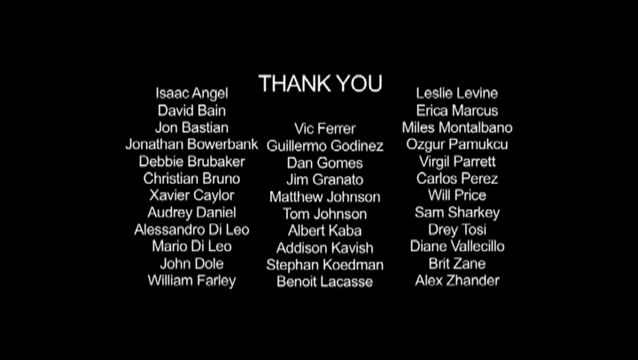 THANK YOU
Isaac Angel
David Bain
Jon Bastian
Jonathan Bowerbank
Debbie Brubaker
Christian Bruno
Xavier Caylor
Audrey Daniel
Alessandro Di Leo
Mario Di Leo
John Dole
William Farley
Vic Ferrer
Guillermo Godinez
Dan Gomes
Jim Granato
Matthew Johnson
Tom Johnson
Albert Kaba
Addison Kavish
Stephan Koedman
Benoit Lacasse
Leslie Levine
Erica Marcus
Miles Montalbano
Ozgur Pamukcu
Virgil Parrett
Carlos Perez
Will Price
Sam Sharkey
Drey Tosi
Diane Vallecillo
Brit Zane
Alex Zhander